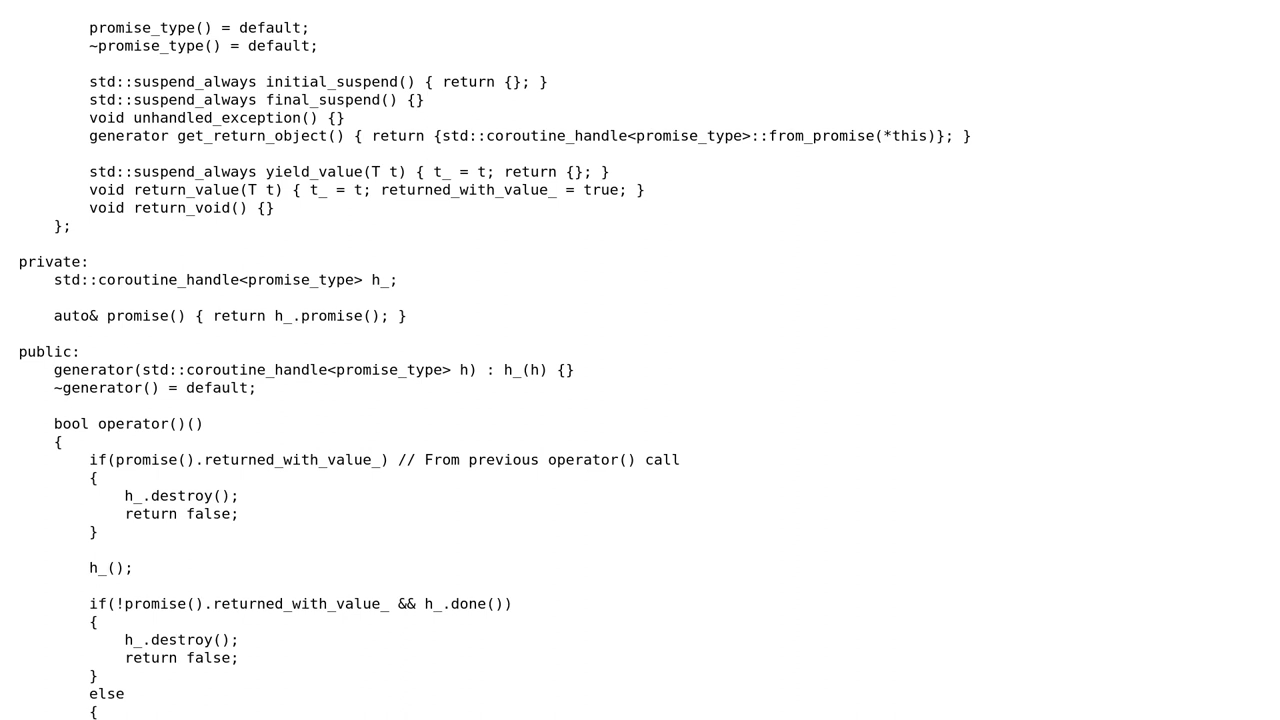 promise_type() = default;
        ~promise_type() = default;

        std::suspend_always initial_suspend() { return {}; }
        std::suspend_always final_suspend() {}
        void unhandled_exception() {}
        generator get_return_object() { return {std::coroutine_handle<promise_type>::from_promise(*this)}; }

        std::suspend_always yield_value(T t) { t_ = t; return {}; }
        void return_value(T t) { t_ = t; returned_with_value_ = true; }
        void return_void() {}
    };

private:
    std::coroutine_handle<promise_type> h_;

    auto& promise() { return h_.promise(); }

public:
    generator(std::coroutine_handle<promise_type> h) : h_(h) {}
    ~generator() = default;

    bool operator()()
    {
        if(promise().returned_with_value_) // From previous operator() call
        {
            h_.destroy();
            return false;
        }

        h_();

        if(!promise().returned_with_value_ && h_.done())
        {
            h_.destroy();
            return false;
        }
        else
        {